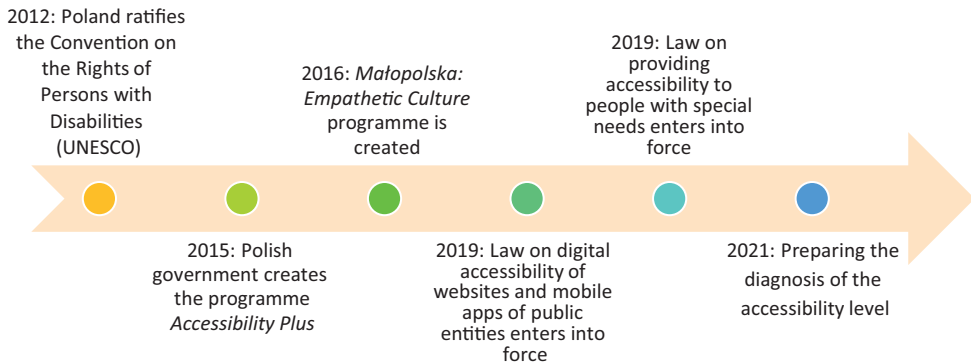 2012: Poland ratifies
the Convention on
the Rights of
Persons with
Disabilities
(UNESCO)
2015: Polish
government creates
the programme
Accessibility Plus
2016: Małopolska:
Empathetic Culture
programme is
created
2019: Law on digital
accessibility of
websites and mobile
apps of public
entities enters into
force
2019: Law on
providing
accessibility to
people with special
needs enters into
force
2021: Preparing the
diagnosis of the
accessibility level